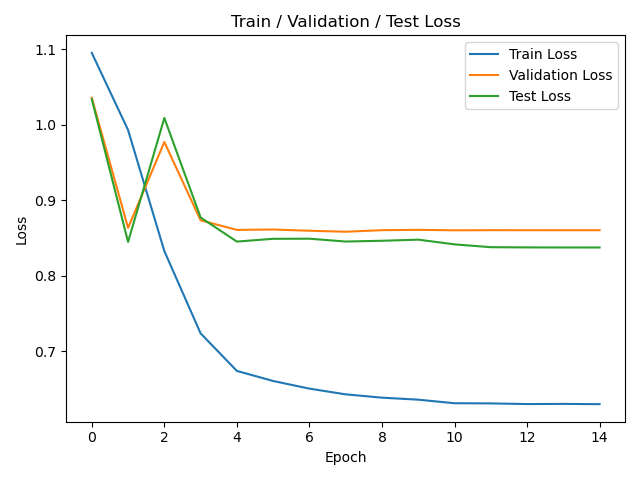 Train / Validation / Test Loss
Train Loss
Validation Loss
Test Loss
1.1
1.0
0.9
0.8
0.7
Loss
0 2 4 6 8 10 12 14
Epoch